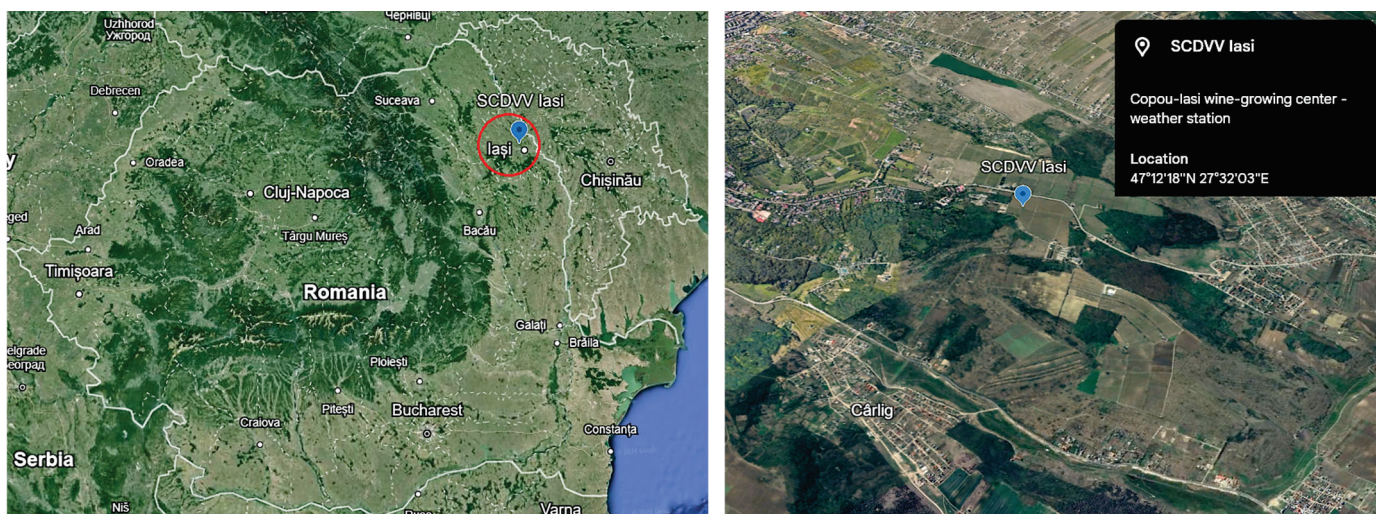 Uzhhorod
Ужгород
Чернівці
Debrecen
Suceava
SCDVV Iasi
Oradea
Iași
Chișinău
y
Cluj-Napoca
Târgu Mureș
Bacău
Arad
Timișoara
Romania
Galați
Brăila
Ploiești
Pitești
Bucharest
Craiova
Constanța
Serbia
Niš
Varna
SCDVV Iasi
Copou-Iasi wine-growing center -
weather station
Location
47°12'18"N 27°32'03"E
SCDVV Iasi
Cârlig